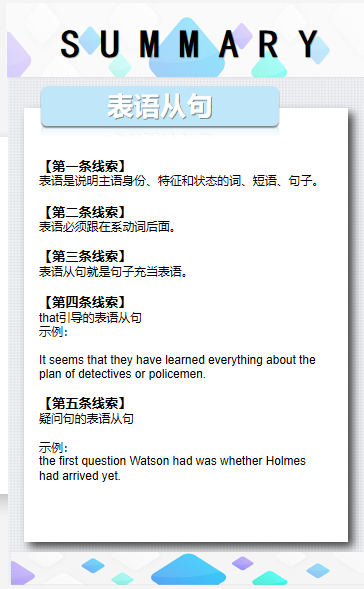 SUMMARY
表语从句
【第一条线索】
表语是说明主语身份、特征和状态的词、短语、句子。
【第二条线索】
表语必须跟在系动词后面。
【第三条线索】
表语从句就是句子充当表语。
【第四条线索】
that引导的表语从句
示例：
It seems that they have learned everything about the
plan of detectives or policemen.
【第五条线索】
疑问句的表语从句
示例：
the first question Watson had was whether Holmes
had arrived yet.